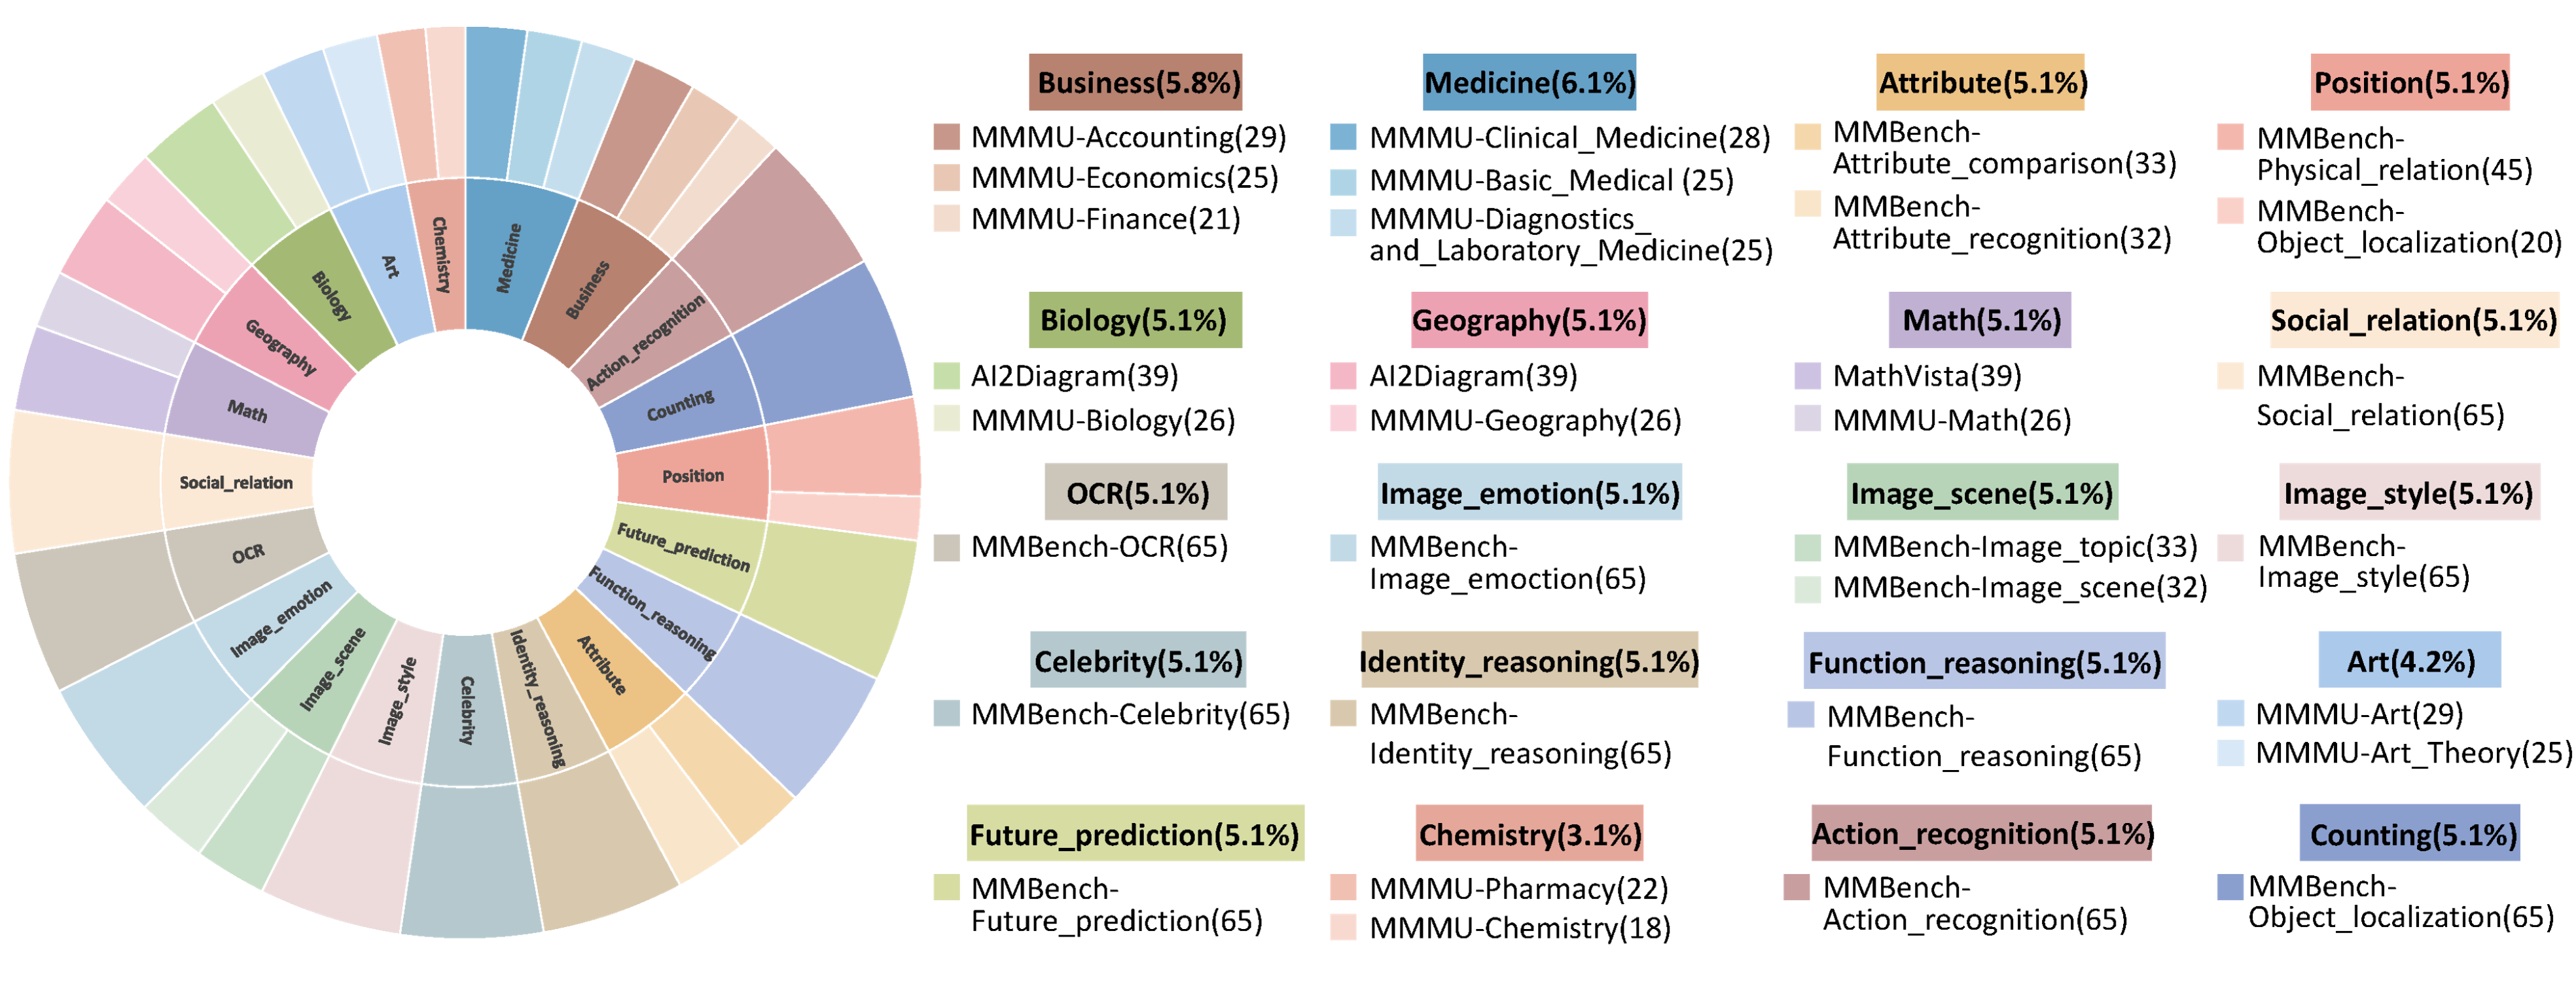 Medicine
Business
Action_recognition
Counting
Position
Future_prediction
Function_reasoning
Attribute
Identity_reasoning
Celebrity
Image_style
Image_scene
Image_emotion
OCR
Social_relation
Math
Geography
Biology
Art
Chemistry
Business(5.8%)
MMMU-Accounting(29)
MMMU-Economics(25)
MMMU-Finance(21)
Medicine(6.1%)
MMMU-Clinical_Medicine(28)
MMMU-Basic_Medical (25)
MMMU-Diagnostics_
and_Laboratory_Medicine(25)
Attribute(5.1%)
MMBench-
Attribute_comparison(33)
MMBench-
Attribute_recognition(32)
Position(5.1%)
MMBench-
Physical_relation(45)
MMBench-
Object_localization(20)
Biology(5.1%)
AI2Diagram(39)
MMMU-Biology(26)
Geography(5.1%)
AI2Diagram(39)
MMMU-Geography(26)
Math(5.1%)
MathVista(39)
MMMU-Math(26)
Social_relation(5.1%)
MMBench-
Social_relation(65)
OCR(5.1%)
MMBench-OCR(65)
Image_emotion(5.1%)
MMBench-
Image_emoction(65)
Image_scene(5.1%)
MMBench-Image_topic(33)
MMBench-Image_scene(32)
Image_style(5.1%)
MMBench-
Image_style(65)
Celebrity(5.1%)
MMBench-Celebrity(65)
Identity_reasoning(5.1%)
MMBench-
Identity_reasoning(65)
Function_reasoning(5.1%)
MMBench-
Function_reasoning(65)
Art(4.2%)
MMMU-Art(29)
MMMU-Art_Theory(25)
Future_prediction(5.1%)
MMBench-
Future_prediction(65)
Chemistry(3.1%)
MMMU-Pharmacy(22)
MMMU-Chemistry(18)
Action_recognition(5.1%)
MMBench-
Action_recognition(65)
Counting(5.1%)
MMBench-
Object_localization(65)